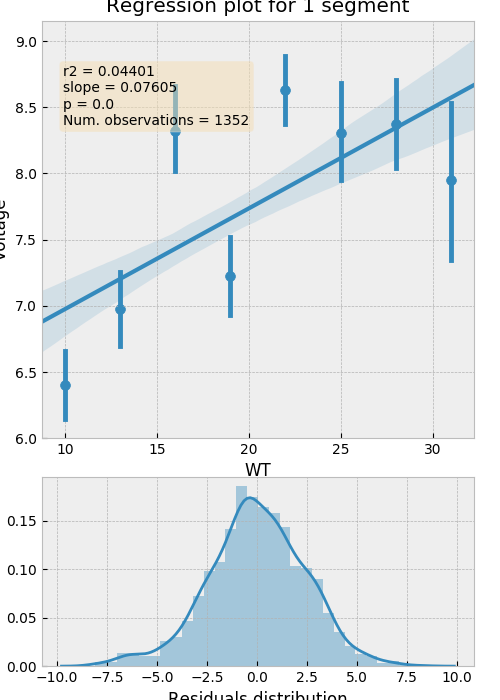 Regression plot for 1 segment
9.0
r2 = 0.04401
slope = 0.07605
p = 0.0
Num. observations = 1352
8.5
8.0
Voltage
7.5
7.0
6.5
6.0
10 15 20 25 30
WT
0.15
0.10
0.05
0.00
−10.0 −7.5 −5.0 −2.5 0.0 2.5 5.0 7.5 10.0
Residuals distribution